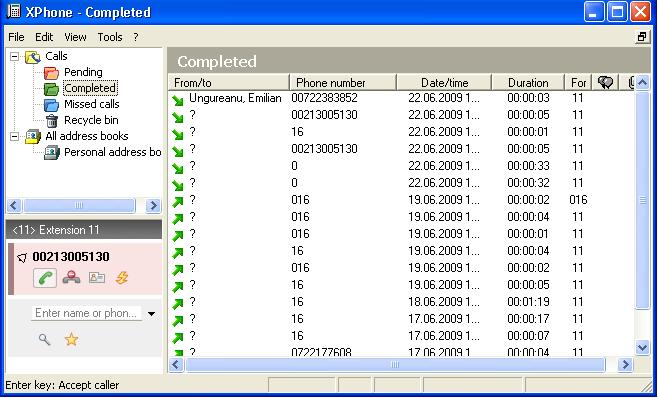 XPhone - Completed
File Edit View Tools ?
Calls
Pending
Completed
Missed calls
Recycle bin
All address books
Personal address bo
<11> Extension 11
00213005130
Enter name or phon...
Completed
From/to Phone number Date/time Duration For
Ungureanu, Emilian 00722383852 22.06.2009 1... 00:00:03 11
? 00213005130 22.06.2009 1... 00:00:05 11
? 16 22.06.2009 1... 00:00:01 11
? 00213005130 22.06.2009 1... 00:00:05 11
? 0 22.06.2009 1... 00:00:33 11
? 0 22.06.2009 1... 00:00:32 11
? 016 19.06.2009 1... 00:00:02 016
? 016 19.06.2009 1... 00:00:04 11
? 016 19.06.2009 1... 00:00:01 11
? 16 19.06.2009 1... 00:00:04 11
? 016 19.06.2009 1... 00:00:02 11
? 16 19.06.2009 1... 00:00:05 11
? 16 18.06.2009 1... 00:01:19 11
? 16 17.06.2009 1... 00:00:17 11
? 16 17.06.2009 1... 00:00:07 11
? 0722177608 17.06.2009 1... 00:00:04 11
Enter key: Accept caller